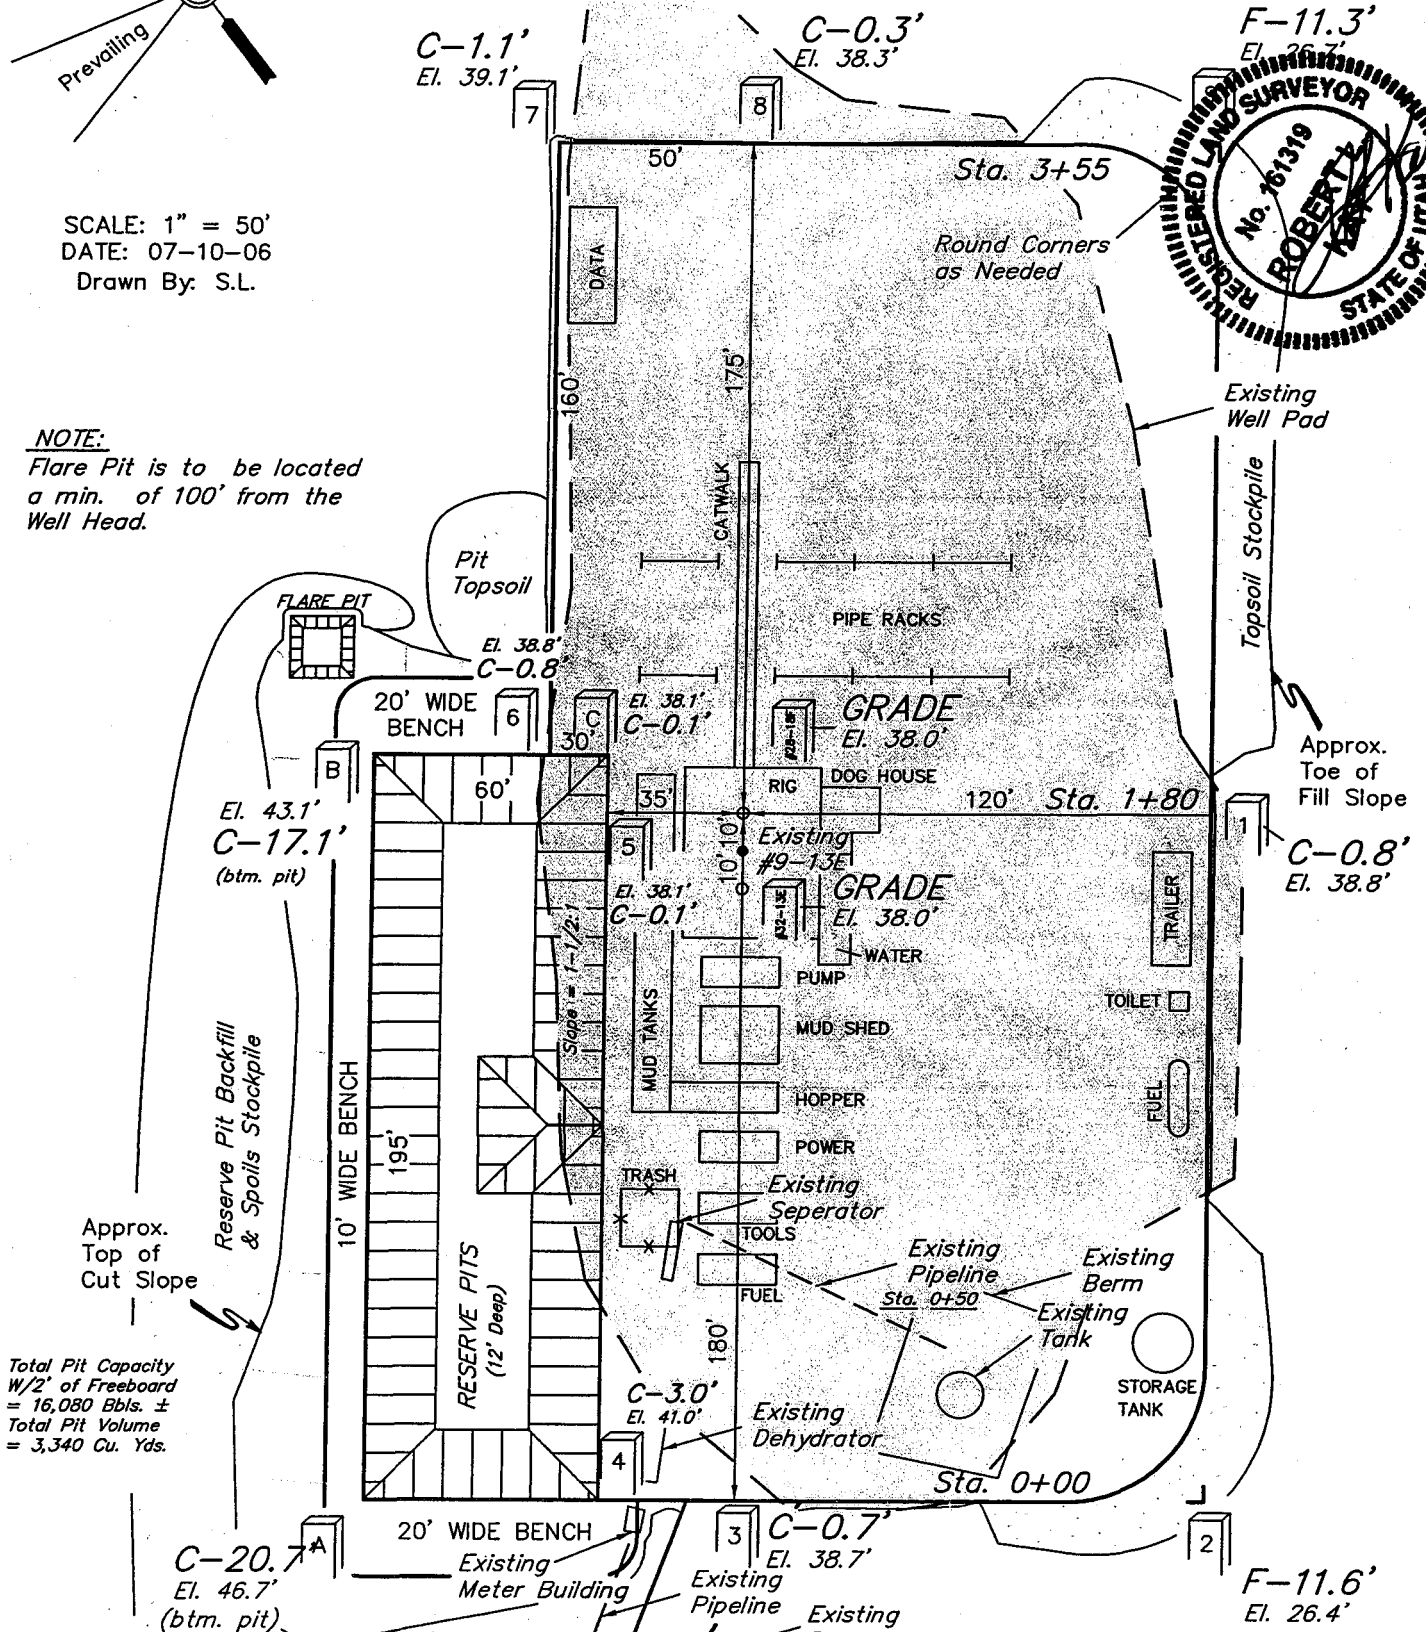 Prevailing
C-1.1'
El. 39.1'
C-0.3'
El. 38.3'
F-11.3'
El. 26.7'
7
8
REGISTERED LAND SURVEYOR
No. 161319
ROBERT
STATE OF UTAH
50'
Sta. 3+55
SCALE: 1" = 50'
DATE: 07-10-06
Drawn By: S.L.
DATA
Round Corners
as Needed
175'
160'
Existing
Well Pad
NOTE:
Flare Pit is to be located
a min. of 100' from the
Well Head.
CATWALK
Topsoil Stockpile
Pit
Topsoil
FLARE PIT
PIPE RACKS
El. 38.8'
C-0.8'
20' WIDE
BENCH
6
C
El. 38.1'
C-0.1'
30'
GRADE
El. 38.0'
Approx.
Toe of
Fill Slope
B
60'
35'
RIG
DOG HOUSE
120'
Sta. 1+80
El. 43.1'
C-17.1'
(btm. pit)
5
10'
10'
Existing
#9-13E
1
C-0.8'
El. 38.8'
El. 38.1'
C-0.1'
#32-13E
GRADE
El. 38.0'
TRAILER
Slope = 1-1/2:1
WATER
PUMP
TOILET
MUD TANKS
MUD SHED
HOPPER
FUEL
Reserve Pit Backfill
& Spoils Stockpile
10' WIDE BENCH
195'
POWER
TRASH
Existing
Seperator
TOOLS
Approx.
Top of
Cut Slope
RESERVE PITS
(12' Deep)
FUEL
Existing
Pipeline
Sta. 0+50
Existing
Berm
Existing
Tank
180'
Total Pit Capacity
W/2' of Freeboard
= 16,080 Bbls. ±
Total Pit Volume
= 3,340 Cu. Yds.
C-3.0'
El. 41.0'
STORAGE
TANK
Existing
Dehydrator
4
Sta. 0+00
A
20' WIDE BENCH
3
C-0.7'
El. 38.7'
2
C-20.7'
El. 46.7'
(btm. pit)
Existing
Meter Building
Existing
Pipeline
Existing
F-11.6'
El. 26.4'